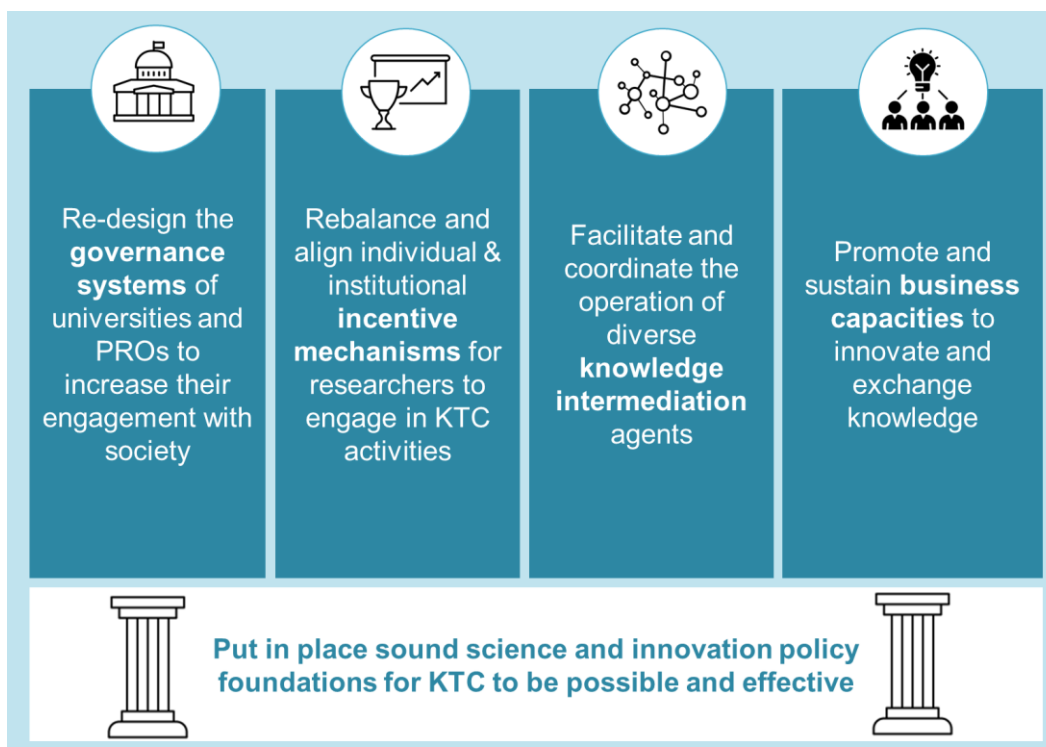 Re-design the
governance
systems of
universities and
PROs to
increase their
engagement with
society
Rebalance and
align individual &
institutional
incentive
mechanisms for
researchers to
engage in KTC
activities
Facilitate and
coordinate the
operation of
diverse
knowledge
intermediation
agents
Promote and
sustain business
capacities to
innovate and
exchange
knowledge
Put in place sound science and innovation policy
foundations for KTC to be possible and effective